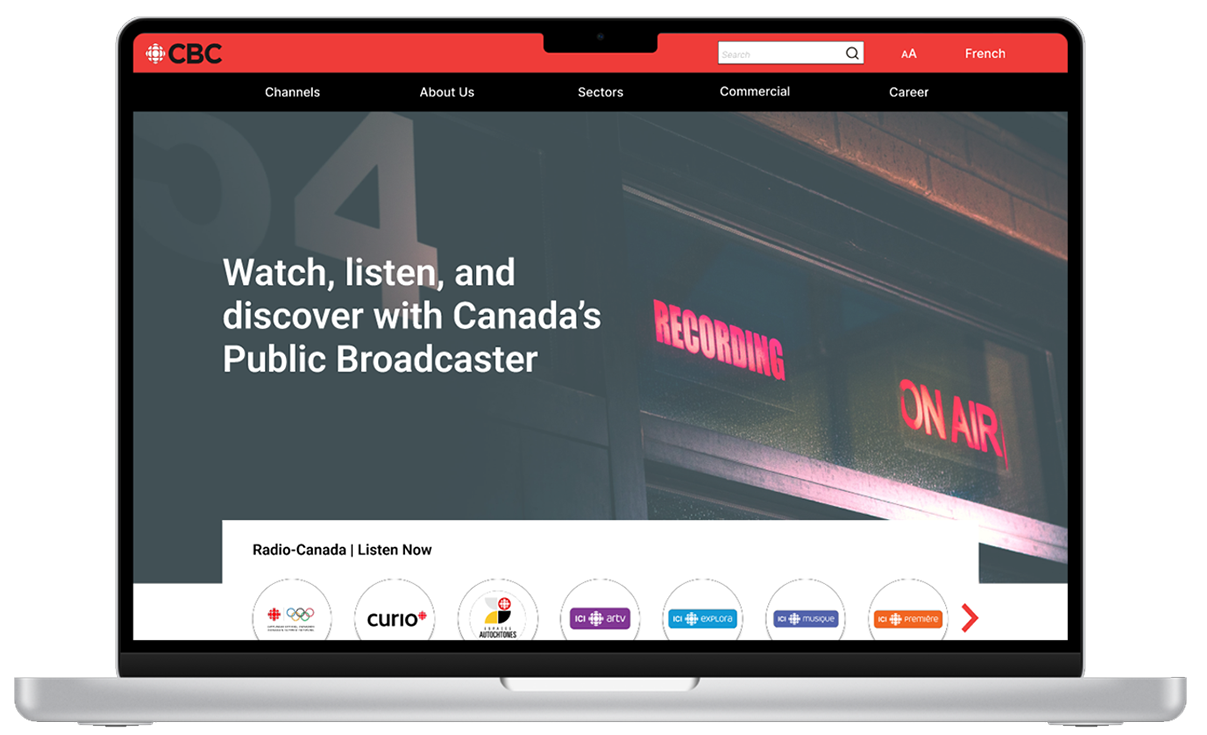 CBC
Search
AA
French
Channels
About Us
Sectors
Commercial
Career
04
Watch, listen, and
discover with Canada’s
Public Broadcaster
RECORDING
ON AIR
Radio-Canada | Listen Now
curio
ESPACES
AUTOCHTONES
ICI artv
ICI explora
ICI musique
ICI première